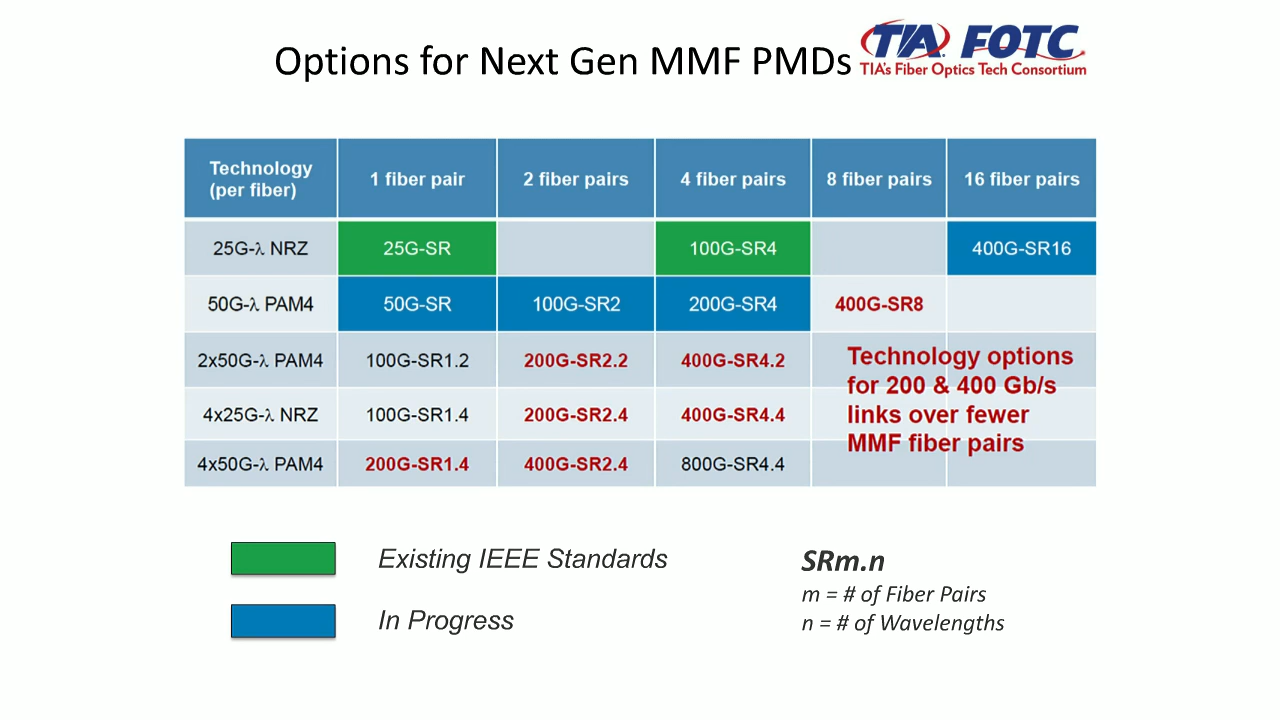 Options for Next Gen MMF PMDs
TIA FOTC
TIA's Fiber Optics Tech Consortium
Technology
(per fiber)
1 fiber pair
2 fiber pairs
4 fiber pairs
8 fiber pairs
16 fiber pairs
25G-λ NRZ
25G-SR
100G-SR4
400G-SR16
50G-λ PAM4
50G-SR
100G-SR2
200G-SR4
400G-SR8
2x50G-λ PAM4
100G-SR1.2
200G-SR2.2
400G-SR4.2
4x25G-λ NRZ
100G-SR1.4
200G-SR2.4
400G-SR4.4
4x50G-λ PAM4
200G-SR1.4
400G-SR2.4
800G-SR4.4
Technology options
for 200 & 400 Gb/s
links over fewer
MMF fiber pairs
Existing IEEE Standards
In Progress
SRm.n
m = # of Fiber Pairs
n = # of Wavelengths